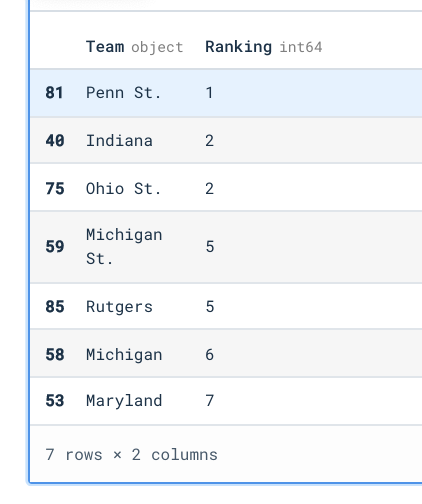 Team object Ranking int64
81 Penn St. 1
40 Indiana 2
75 Ohio St. 2
59 Michigan St. 5
85 Rutgers 5
58 Michigan 6
53 Maryland 7
7 rows × 2 columns